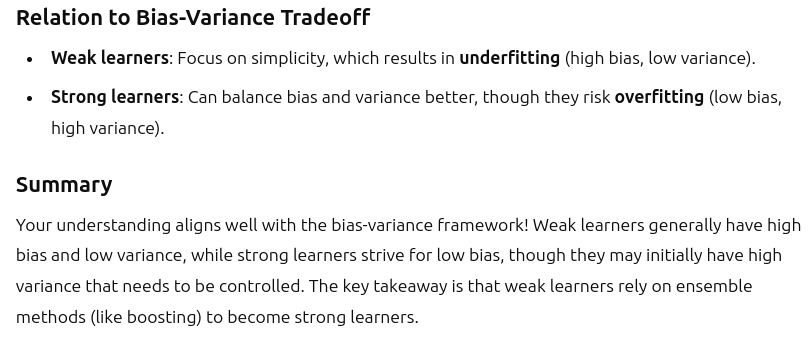 Relation to Bias-Variance Tradeoff
• Weak learners: Focus on simplicity, which results in underfitting (high bias, low variance).
• Strong learners: Can balance bias and variance better, though they risk overfitting (low bias,
high variance).
Summary
Your understanding aligns well with the bias-variance framework! Weak learners generally have high
bias and low variance, while strong learners strive for low bias, though they may initially have high
variance that needs to be controlled. The key takeaway is that weak learners rely on ensemble
methods (like boosting) to become strong learners.